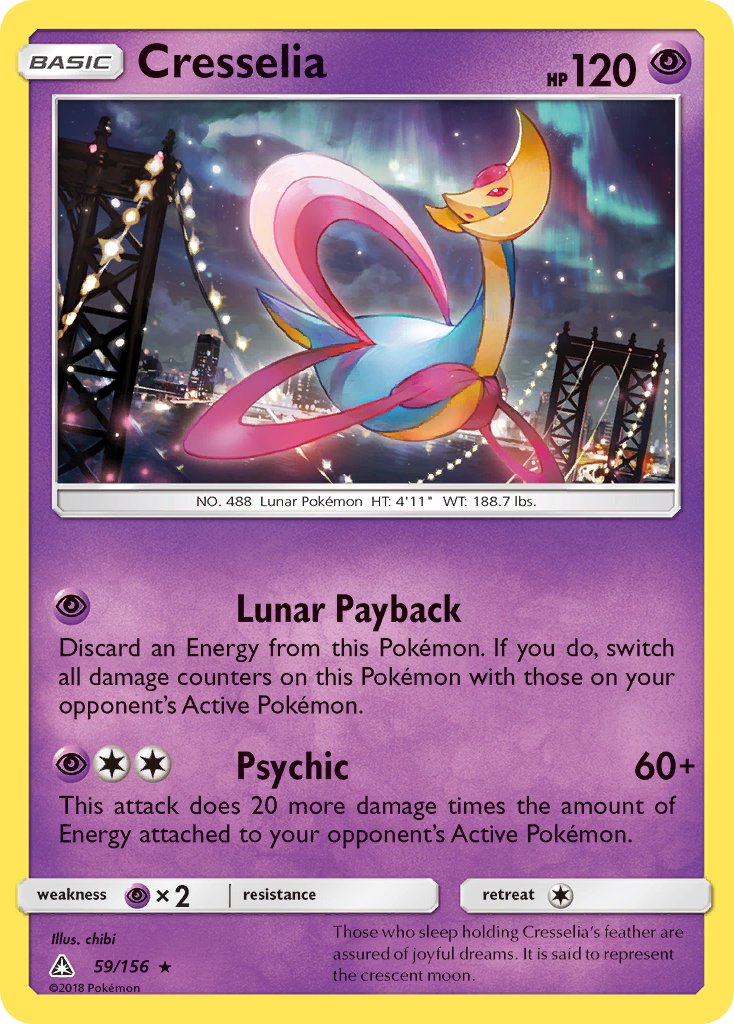 BASIC Cresselia HP 120
NO. 488 Lunar Pokémon HT: 4'11" WT: 188.7 lbs.
Lunar Payback
Discard an Energy from this Pokémon. If you do, switch
all damage counters on this Pokémon with those on your
opponent's Active Pokémon.
Psychic 60+
This attack does 20 more damage times the amount of
Energy attached to your opponent's Active Pokémon.
weakness ×2 resistance retreat
Illus. chibi
59/156 ★
©2018 Pokémon
Those who sleep holding Cresselia's feather are
assured of joyful dreams. It is said to represent
the crescent moon.